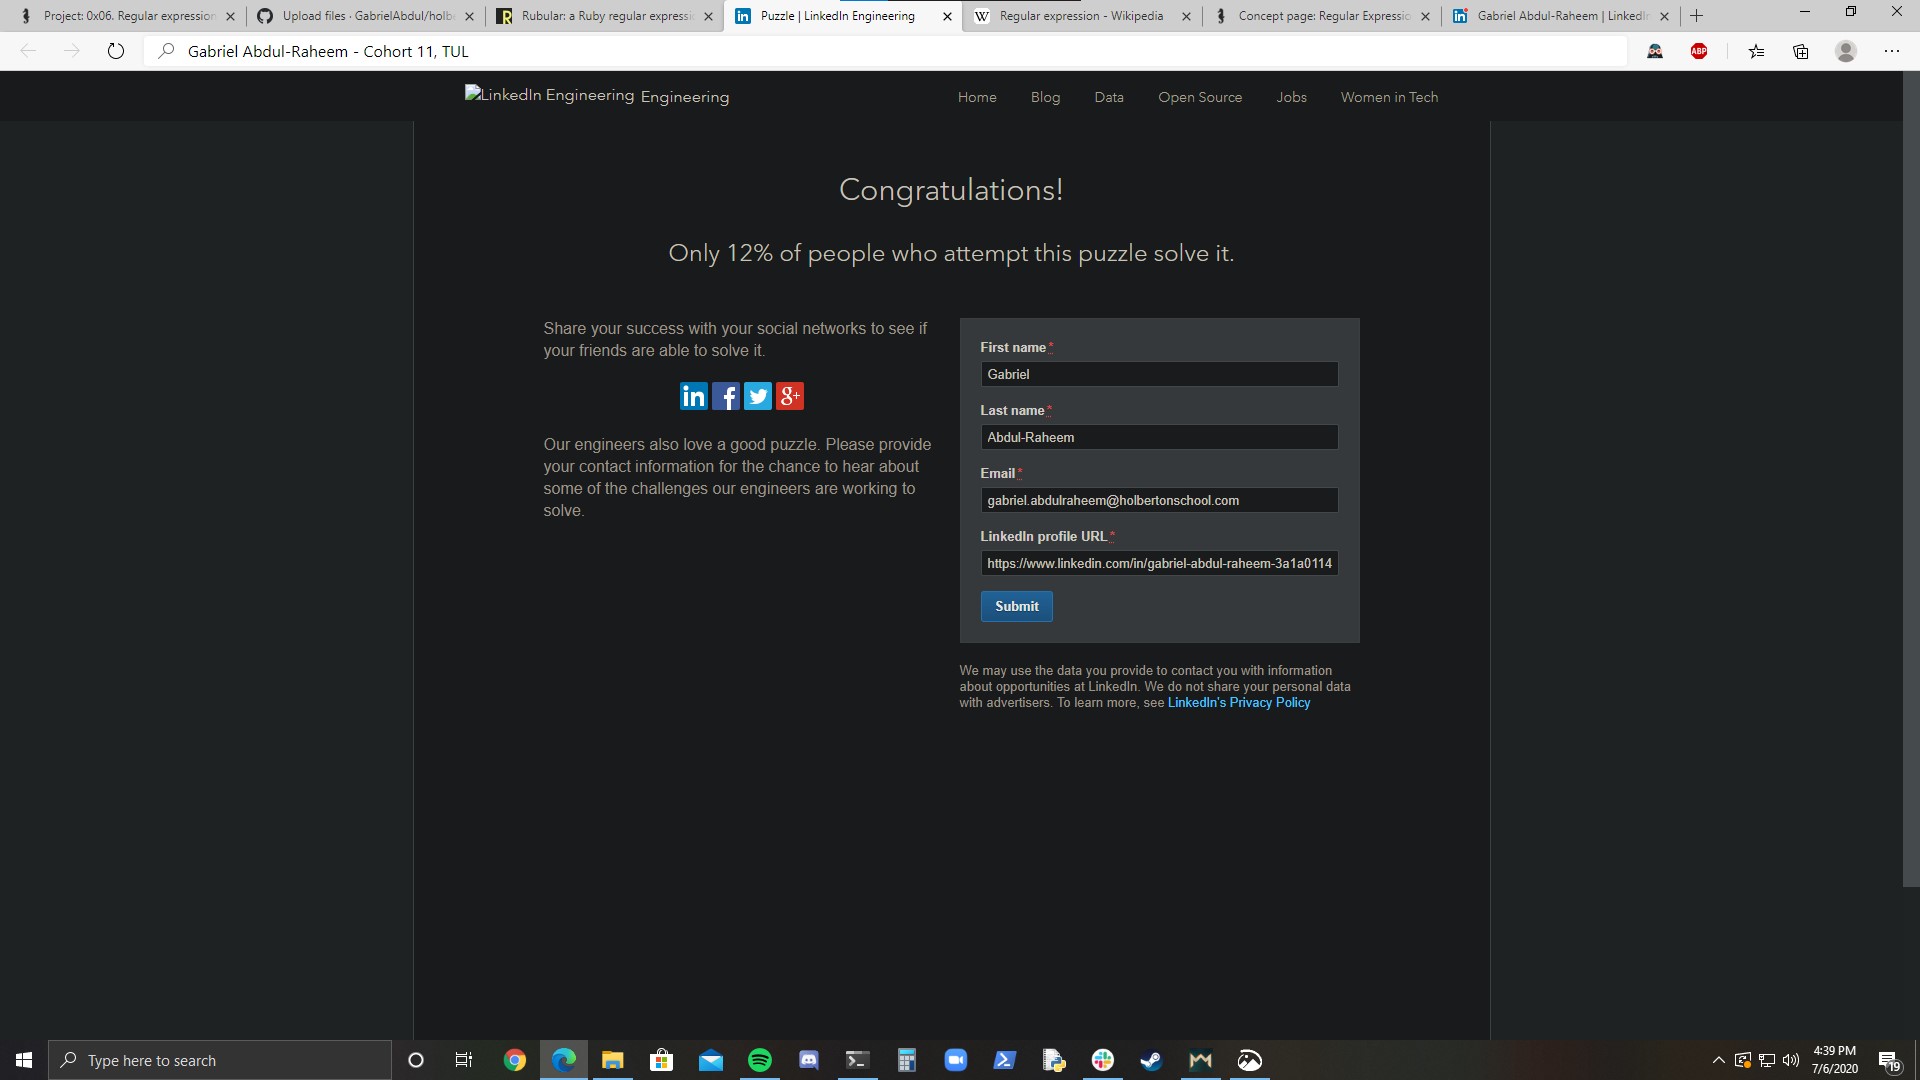 Project: 0x06. Regular expression
Upload files · GabrielAbdul/holbe
Rubular: a Ruby regular expressi
Puzzle | LinkedIn Engineering
Regular expression - Wikipedia
Concept page: Regular Expressio
Gabriel Abdul-Raheem | LinkedIn
Gabriel Abdul-Raheem - Cohort 11, TUL
ABP
LinkedIn Engineering Engineering
Home Blog Data Open Source Jobs Women in Tech
Congratulations!
Only 12% of people who attempt this puzzle solve it.
Share your success with your social networks to see if
your friends are able to solve it.
Our engineers also love a good puzzle. Please provide
your contact information for the chance to hear about
some of the challenges our engineers are working to
solve.
First name*
Gabriel
Last name*
Abdul-Raheem
Email*
gabriel.abdulraheem@holbertonschool.com
LinkedIn profile URL*
https://www.linkedin.com/in/gabriel-abdul-raheem-3a1a0114
Submit
We may use the data you provide to contact you with information
about opportunities at LinkedIn. We do not share your personal data
with advertisers. To learn more, see LinkedIn's Privacy Policy
Type here to search
4:39 PM
7/6/2020
19